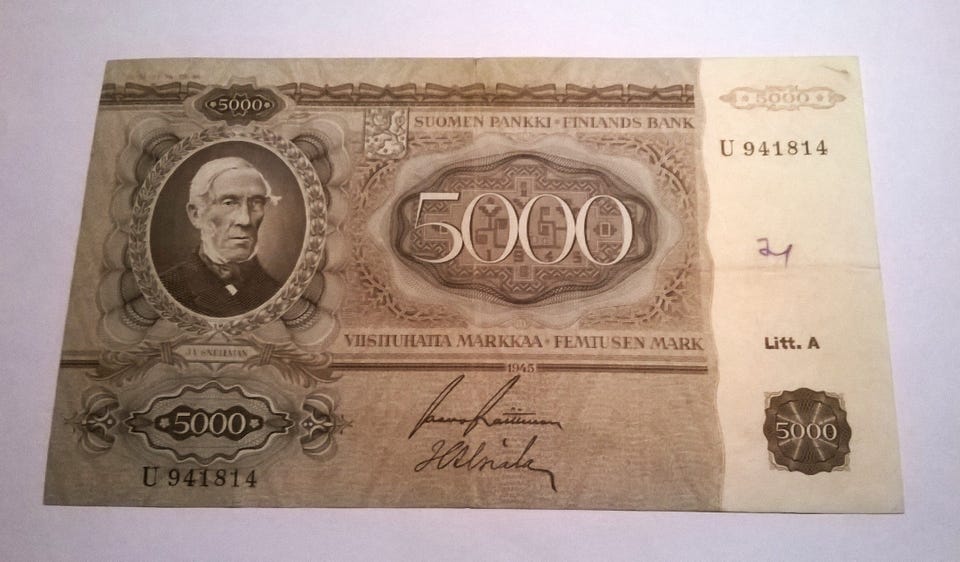 5000
SUOMEN PANKKI • FINLANDS BANK
5000
U 941814
5000
Litt. A
VIISITUHATTA MARKKAA • FEMTUSEN MARK
J.V. SNELLMAN
1945
5000
5000
U 941814